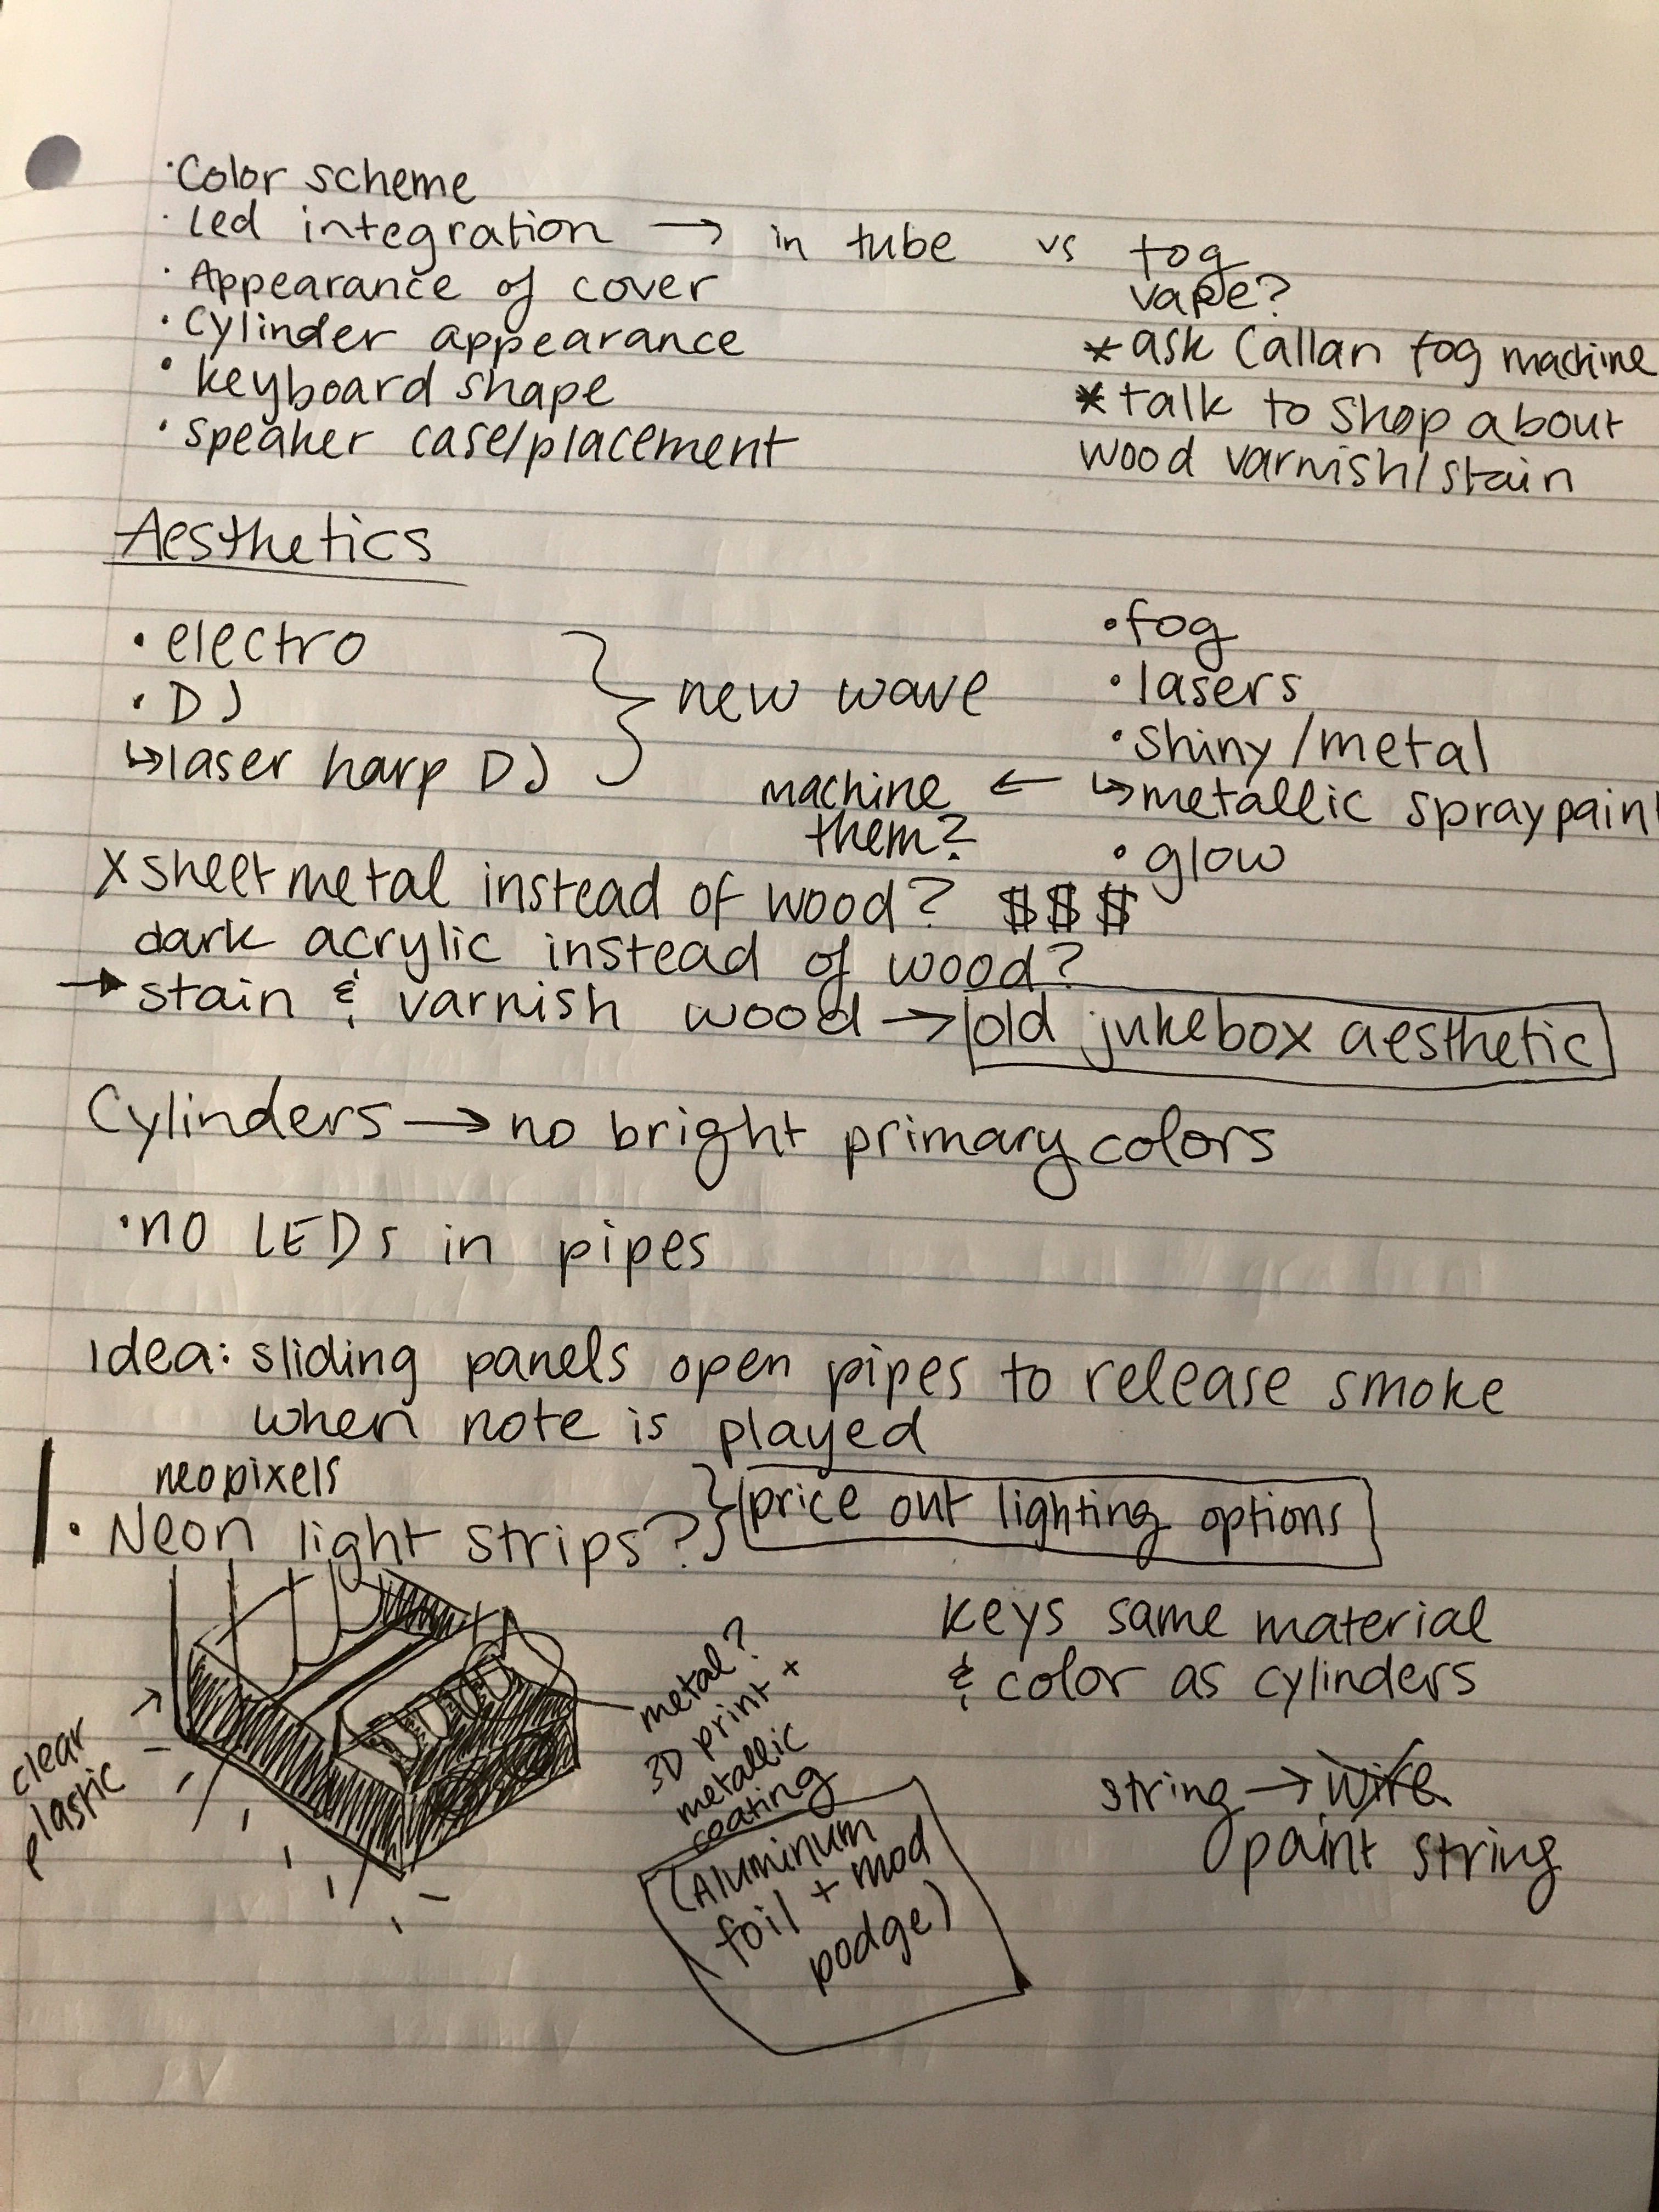 ·Color scheme
·led integration → in tube vs fog
vape?
·Appearance of cover
·cylinder appearance
·keyboard shape
·speaker case/placement
*ask Callan fog machine
*talk to shop about
wood varnish/stain
Aesthetics
·electro
·DJ
↳laser harp DJ
new wave
·fog
·lasers
·shiny/metal
↳metallic spray paint
← machine
them?
·glow
X sheet metal instead of wood? $$$
dark acrylic instead of wood?
→ stain & varnish wood → old jukebox aesthetic
Cylinders → no bright primary colors
·no LEDs in pipes
Idea: sliding panels open pipes to release smoke
when note is played
neopixels
·Neon light strips?
price out lighting options
clear
plastic
metal?
3D print +
metallic
coating
(Aluminum
foil + mod
podge)
keys same material
& color as cylinders
string → wire
paint string